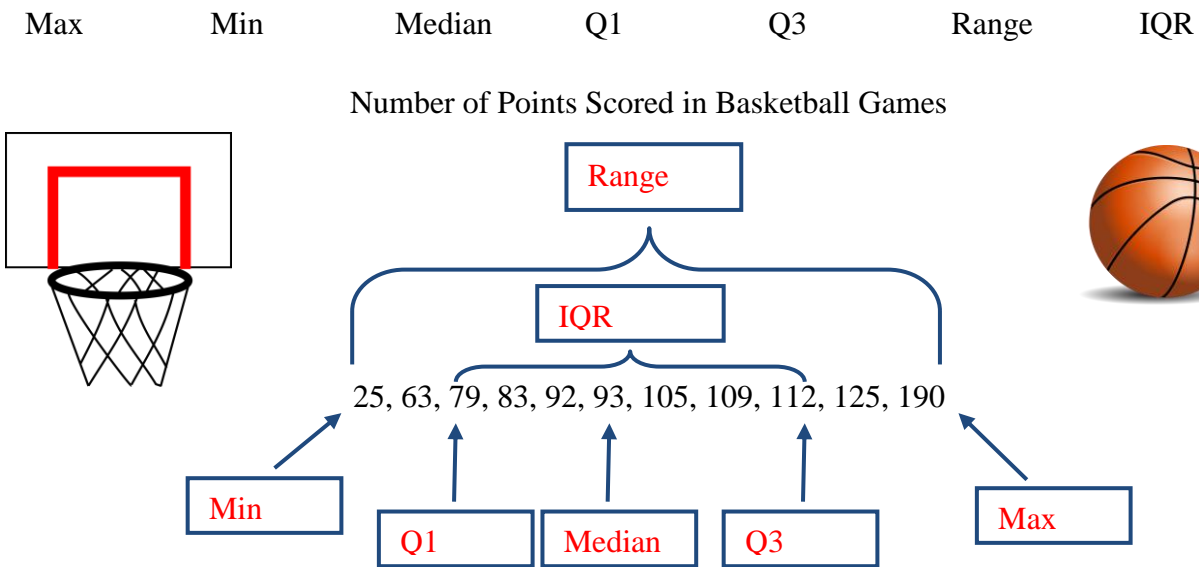 Max Min Median Q1 Q3 Range IQR
Number of Points Scored in Basketball Games
Range
IQR
25, 63, 79, 83, 92, 93, 105, 109, 112, 125, 190
Min
Max
Q1 Median Q3